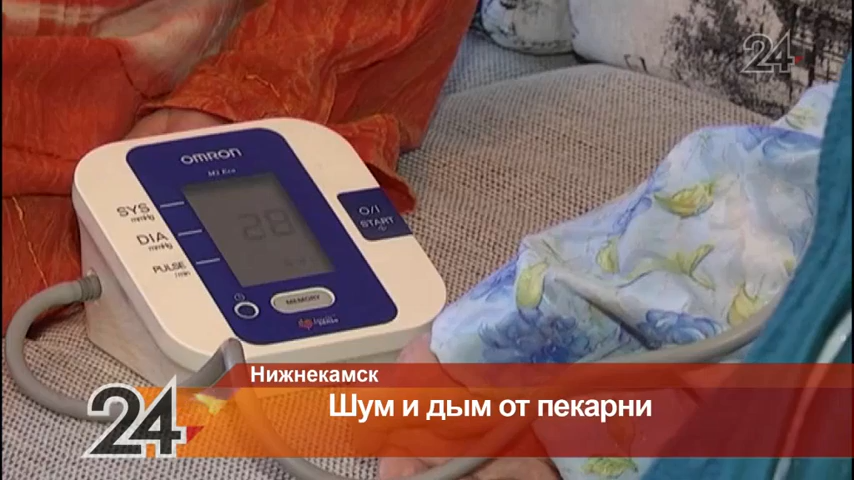 24
OMRON
M2 Eco
SYS
mmHg
DIA
mmHg
PULSE
/min
28
O/I
START
MEMORY
Нижнекамск
Шум и дым от пекарни
24